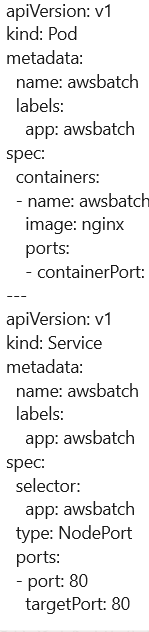 apiVersion: v1
kind: Pod
metadata:
  name: awsbatch
  labels:
    app: awsbatch
spec:
  containers:
  - name: awsbatch
    image: nginx
    ports:
    - containerPort:
---
apiVersion: v1
kind: Service
metadata:
  name: awsbatch
  labels:
    app: awsbatch
spec:
  selector:
    app: awsbatch
  type: NodePort
  ports:
  - port: 80
    targetPort: 80